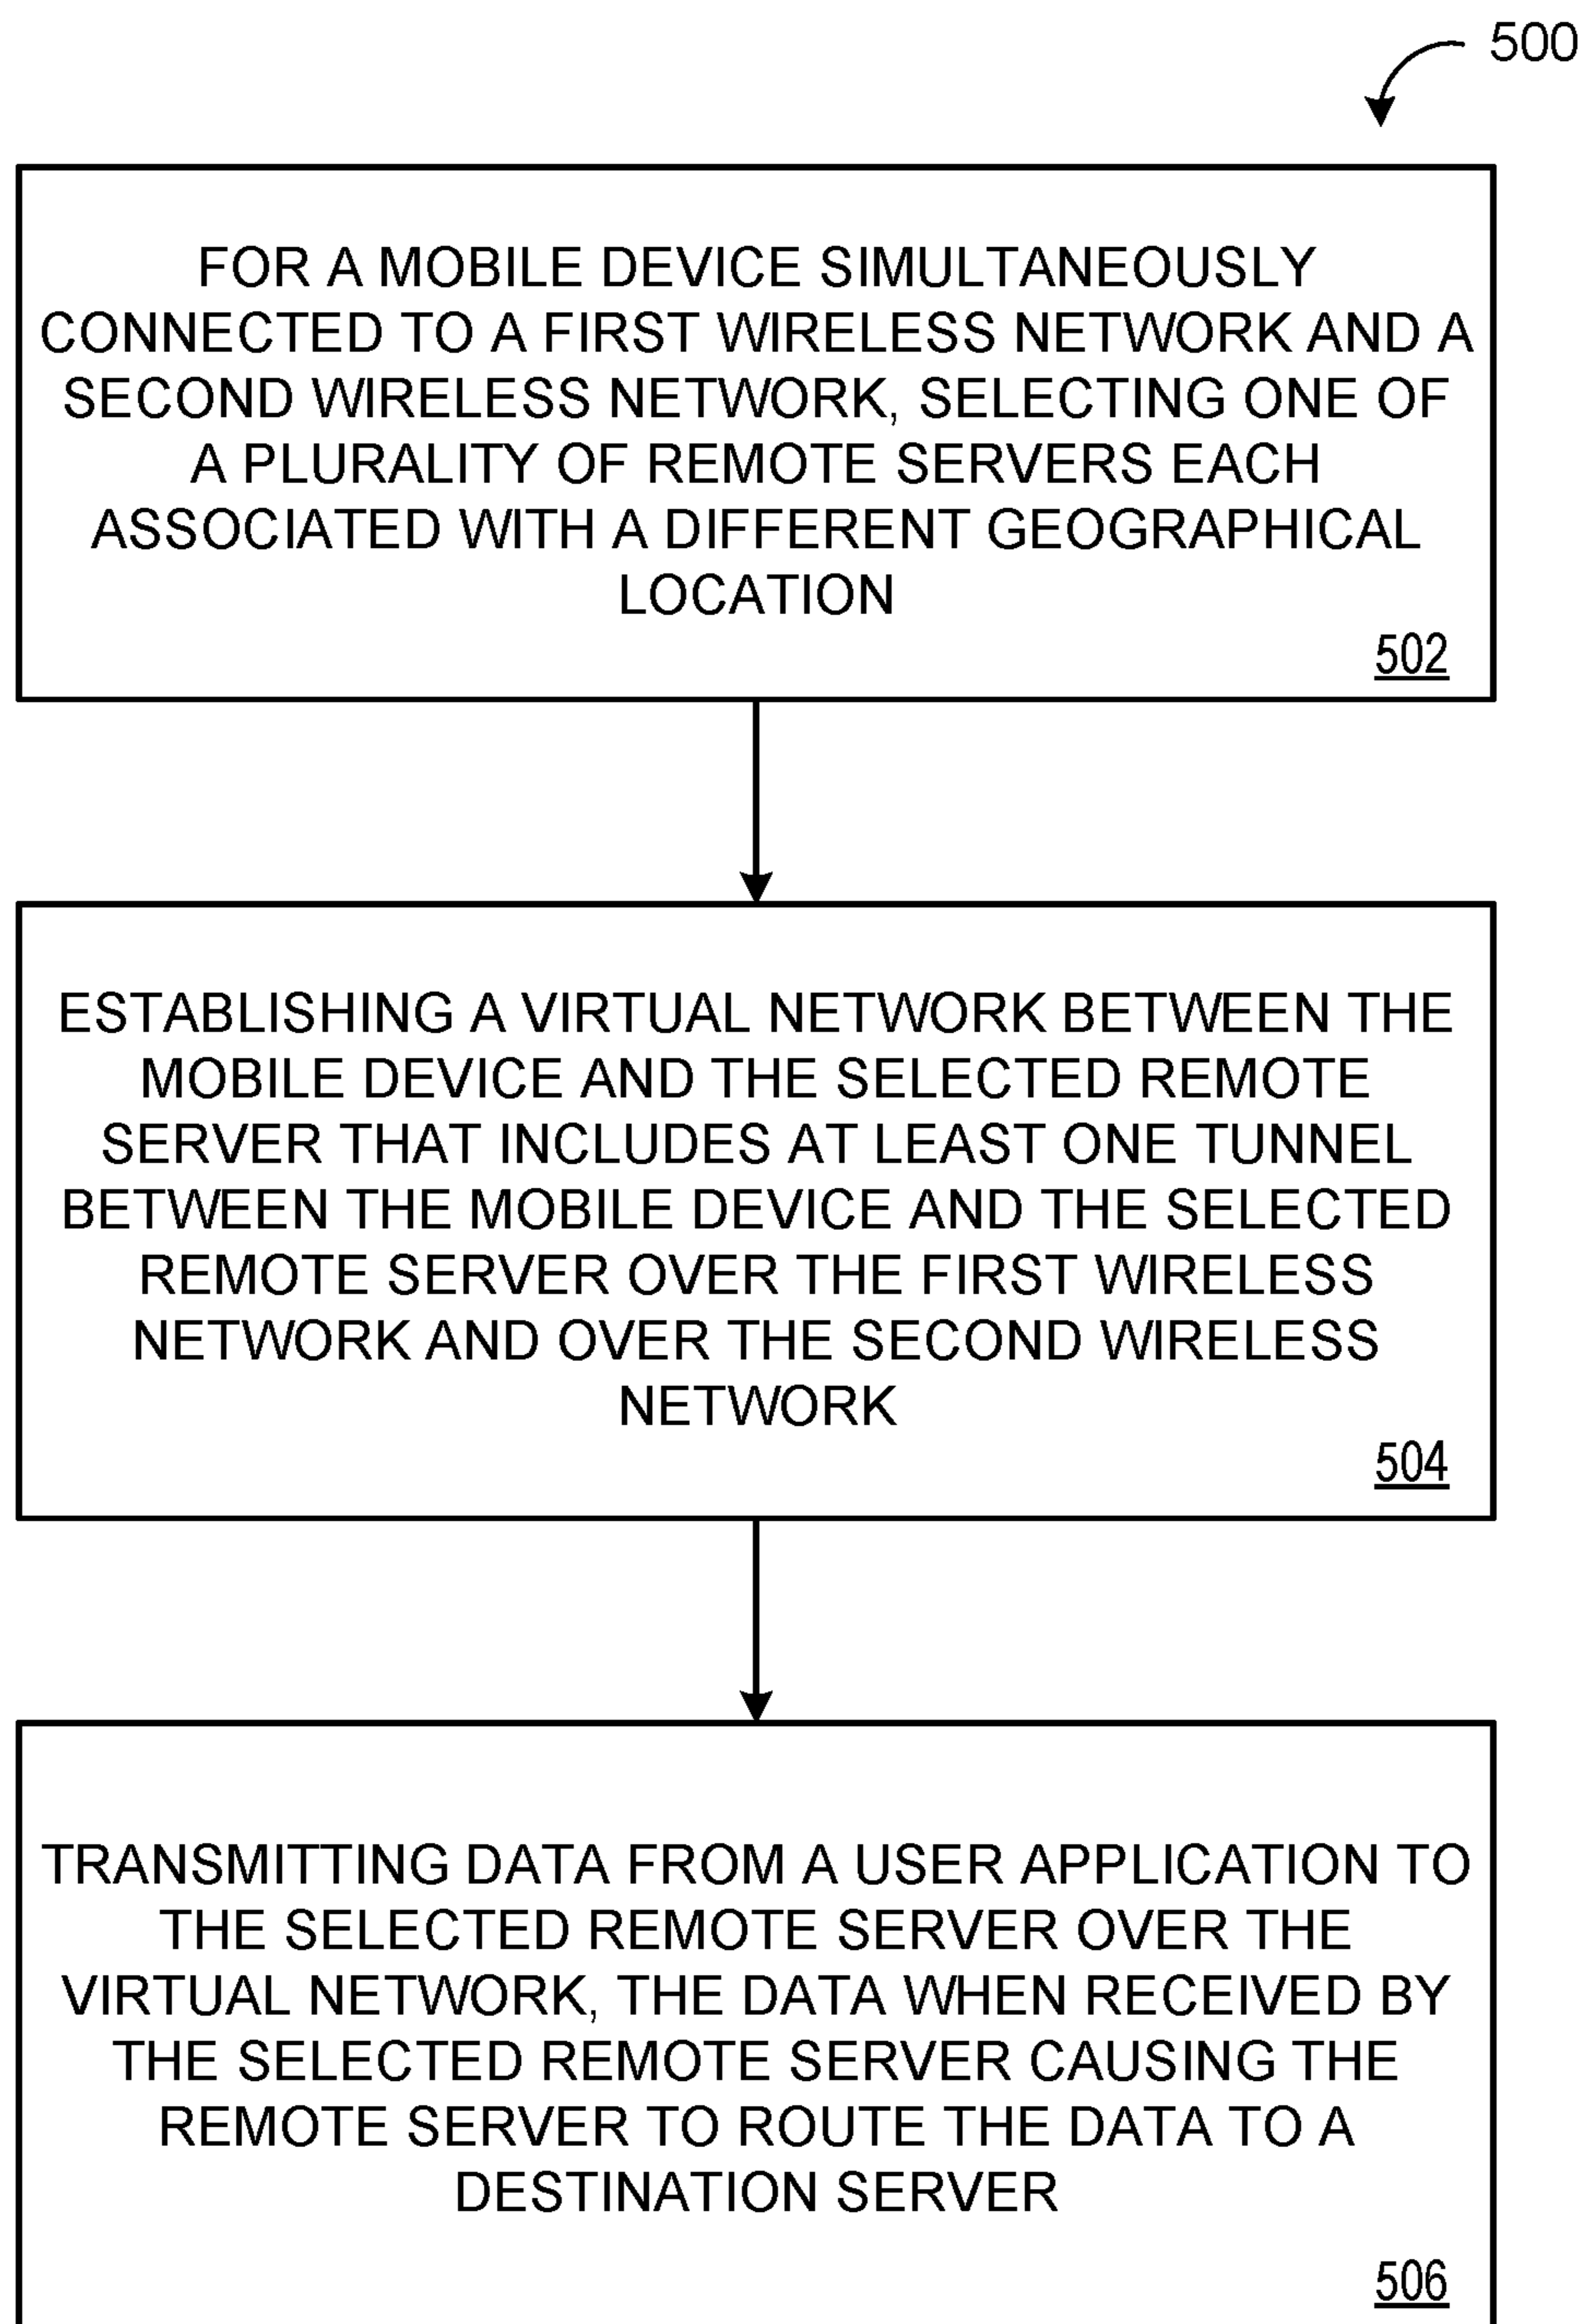 500
FOR A MOBILE DEVICE SIMULTANEOUSLY
CONNECTED TO A FIRST WIRELESS NETWORK AND A
SECOND WIRELESS NETWORK, SELECTING ONE OF
A PLURALITY OF REMOTE SERVERS EACH
ASSOCIATED WITH A DIFFERENT GEOGRAPHICAL
LOCATION
502
ESTABLISHING A VIRTUAL NETWORK BETWEEN THE
MOBILE DEVICE AND THE SELECTED REMOTE
SERVER THAT INCLUDES AT LEAST ONE TUNNEL
BETWEEN THE MOBILE DEVICE AND THE SELECTED
REMOTE SERVER OVER THE FIRST WIRELESS
NETWORK AND OVER THE SECOND WIRELESS
NETWORK
504
TRANSMITTING DATA FROM A USER APPLICATION TO
THE SELECTED REMOTE SERVER OVER THE
VIRTUAL NETWORK, THE DATA WHEN RECEIVED BY
THE SELECTED REMOTE SERVER CAUSING THE
REMOTE SERVER TO ROUTE THE DATA TO A
DESTINATION SERVER
506